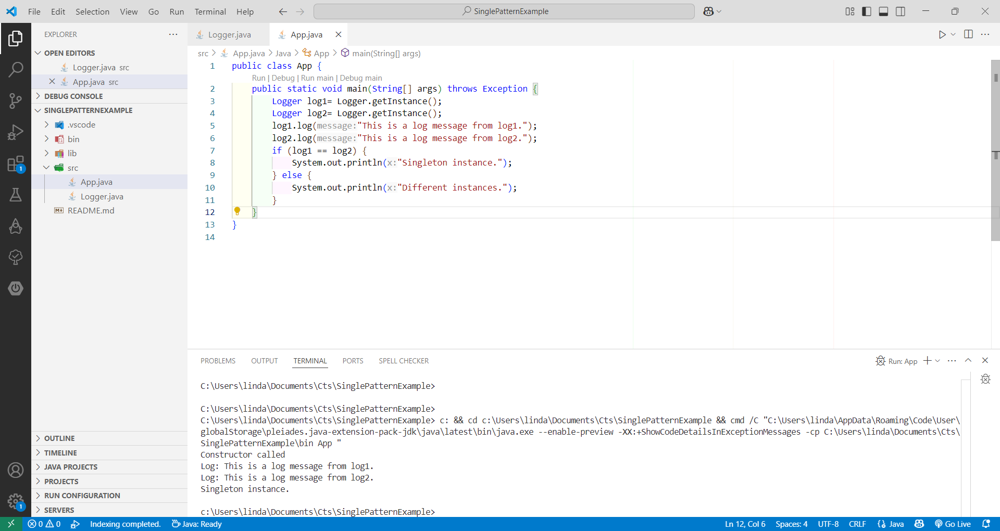 File Edit Selection View Go Run Terminal Help
SinglePatternExample
EXPLORER
OPEN EDITORS
Logger.java src
App.java src
DEBUG CONSOLE
SINGLEPATTERNEXAMPLE
.vscode
bin
lib
src
App.java
Logger.java
README.md
OUTLINE
TIMELINE
JAVA PROJECTS
PROJECTS
RUN CONFIGURATION
SERVERS
1
1
Logger.java App.java
src > App.java > Java > App > main(String[] args)
1 public class App {
Run | Debug | Run main | Debug main
2 public static void main(String[] args) throws Exception {
3 Logger log1= Logger.getInstance();
4 Logger log2= Logger.getInstance();
5 log1.log(message:"This is a log message from log1.");
6 log2.log(message:"This is a log message from log2.");
7 if (log1 == log2) {
8 System.out.println(x:"Singleton instance.");
9 } else {
10 System.out.println(x:"Different instances.");
11 }
12 }
13 }
14
PROBLEMS OUTPUT TERMINAL PORTS SPELL CHECKER
Run: App
C:\Users\linda\Documents\Cts\SinglePatternExample>
C:\Users\linda\Documents\Cts\SinglePatternExample>
C:\Users\linda\Documents\Cts\SinglePatternExample> c: && cd c:\Users\linda\Documents\Cts\SinglePatternExample && cmd /C "C:\Users\linda\AppData\Roaming\Code\User\
globalStorage\pleiades.java-extension-pack-jdk\java\latest\bin\java.exe --enable-preview -XX:+ShowCodeDetailsInExceptionMessages -cp C:\Users\linda\Documents\Cts\
SinglePatternExample\bin App "
Constructor called
Log: This is a log message from log1.
Log: This is a log message from log2.
Singleton instance.
c:\Users\linda\Documents\Cts\SinglePatternExample>
0 0 Indexing completed. Java: Ready
Ln 12, Col 6 Spaces: 4 UTF-8 CRLF {} Java Go Live